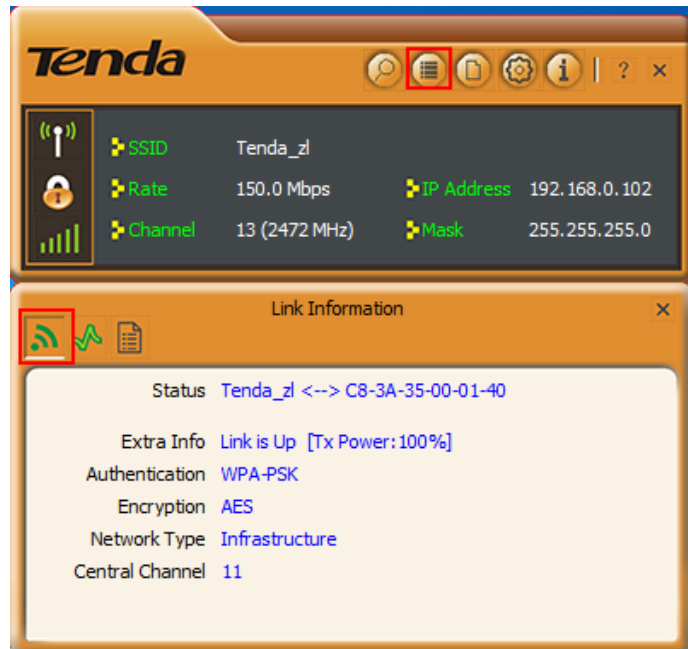 Tenda
? ×
SSID Tenda_zl
Rate 150.0 Mbps IP Address 192.168.0.102
Channel 13 (2472 MHz) Mask 255.255.255.0
Link Information ×
Status Tenda_zl <--> C8-3A-35-00-01-40
Extra Info Link is Up [Tx Power:100%]
Authentication WPA-PSK
Encryption AES
Network Type Infrastructure
Central Channel 11